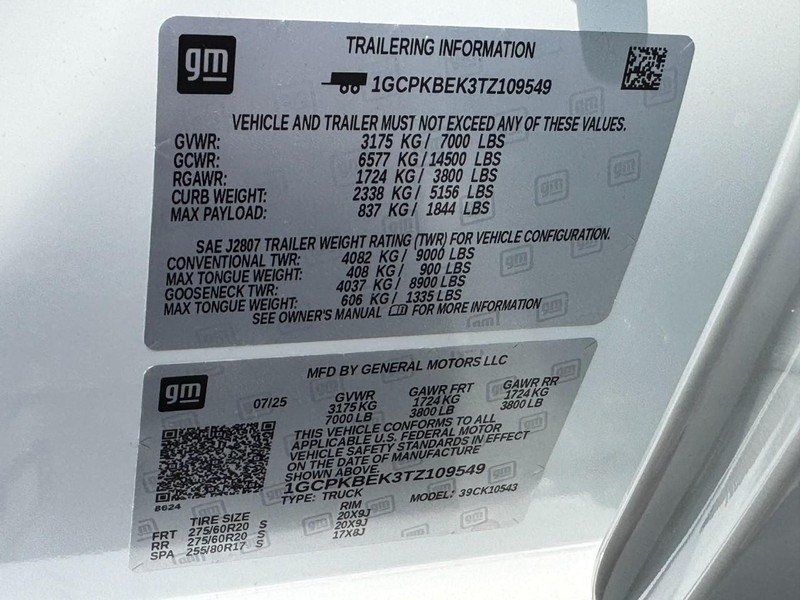 gm
TRAILERING INFORMATION
1GCPKBEK3TZ109549
VEHICLE AND TRAILER MUST NOT EXCEED ANY OF THESE VALUES.
GVWR: 3175 KG / 7000 LBS
GCWR: 6577 KG / 14500 LBS
RGAWR: 1724 KG / 3800 LBS
CURB WEIGHT: 2338 KG / 5156 LBS
MAX PAYLOAD: 837 KG / 1844 LBS
SAE J2807 TRAILER WEIGHT RATING (TWR) FOR VEHICLE CONFIGURATION.
CONVENTIONAL TWR: 4082 KG / 9000 LBS
MAX TONGUE WEIGHT: 408 KG / 900 LBS
GOOSENECK TWR: 4037 KG / 8900 LBS
MAX TONGUE WEIGHT: 606 KG / 1335 LBS
SEE OWNER'S MANUAL FOR MORE INFORMATION
gm
MFD BY GENERAL MOTORS LLC
07/25
GVWR GAWR FRT GAWR RR
3175 KG 1724 KG 1724 KG
7000 LB 3800 LB 3800 LB
THIS VEHICLE CONFORMS TO ALL
APPLICABLE U.S. FEDERAL MOTOR
VEHICLE SAFETY STANDARDS IN EFFECT
ON THE DATE OF MANUFACTURE
SHOWN ABOVE.
1GCPKBEK3TZ109549
8624
TYPE: TRUCK MODEL: 39CK10543
TIRE SIZE RIM
FRT 275/60R20 S 20X9J
RR 275/60R20 S 20X9J
SPA 255/80R17 S 17X8J